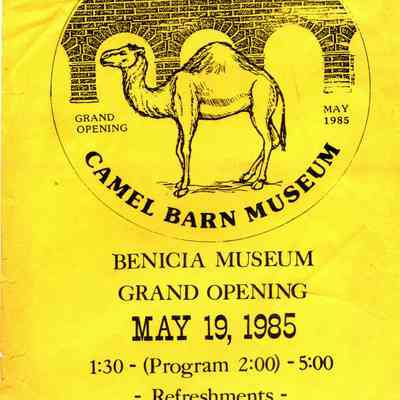 GRAND
OPENING
MAY
1985
CAMEL BARN MUSEUM
BENICIA MUSEUM
GRAND OPENING
MAY 19, 1985
1:30 - (Program 2:00) - 5:00
- Refreshments -